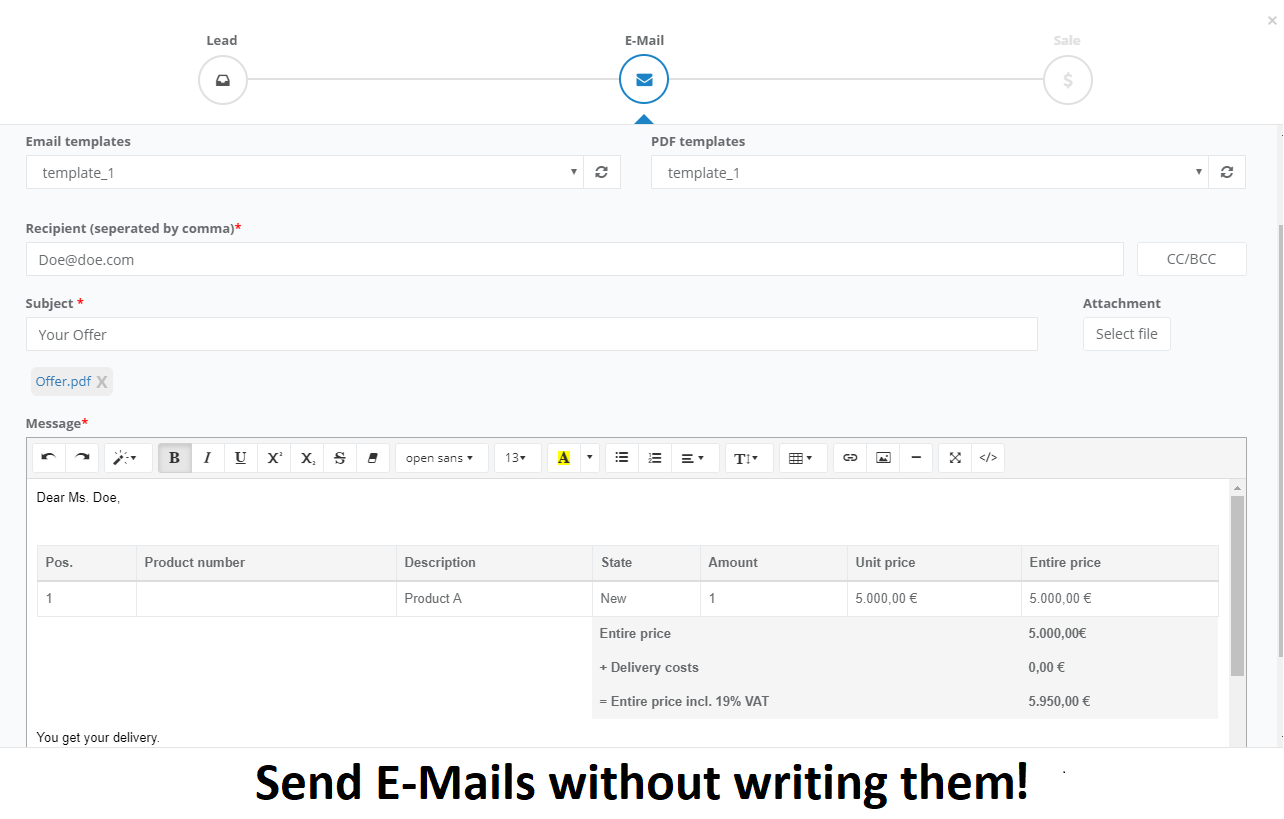 ×
Lead E-Mail Sale
$
Email templates PDF templates
template_1 template_1
Recipient (seperated by comma)*
Doe@doe.com CC/BCC
Subject * Attachment
Your Offer Select file
Offer.pdf X
Message*
B I U X² X₂ S open sans 13 A T </>
Dear Ms. Doe,
Pos. Product number Description State Amount Unit price Entire price
1 Product A New 1 5.000,00 € 5.000,00 €
Entire price 5.000,00€
+ Delivery costs 0,00 €
= Entire price incl. 19% VAT 5.950,00 €
You get your delivery.
Send E-Mails without writing them!